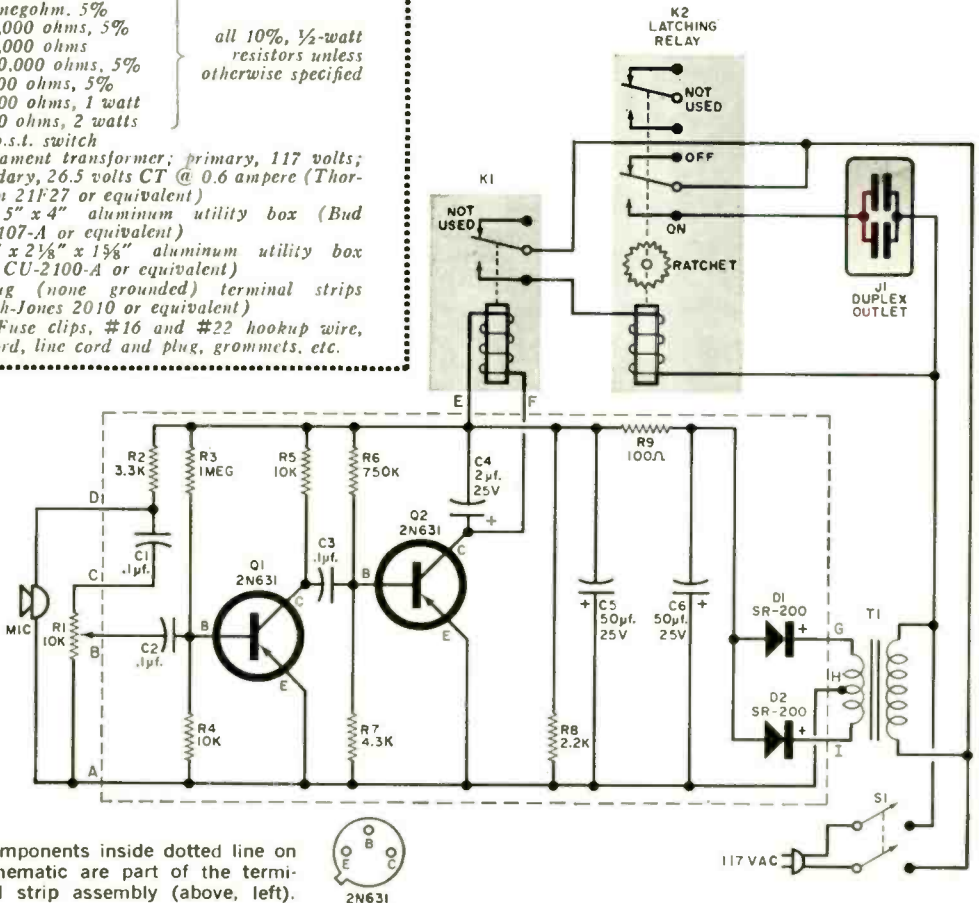 megohm. 5%
,000 ohms, 5%
,000 ohms
0,000 ohms, 5%
00 ohms, 5%
00 ohms, 1 watt
0 ohms, 2 watts
all 10%, ½-watt
resistors unless
otherwise specified
p.s.t. switch
ament transformer; primary, 117 volts;
dary, 26.5 volts CT @ 0.6 ampere (Thor-
n 21F27 or equivalent)
5" x 4" aluminum utility box (Bud
107-A or equivalent)
" x 2⅛" x 1⅝" aluminum utility box
CU-2100-A or equivalent)
ug (none grounded) terminal strips
h-Jones 2010 or equivalent)
Fuse clips, #16 and #22 hookup wire,
ord, line cord and plug, grommets, etc.
K2
LATCHING
RELAY
NOT
USED
OFF
ON
RATCHET
K1
NOT
USED
J1
DUPLEX
OUTLET
E
F
R2
3.3K
R3
1MEG
R5
10K
R6
750K
C4
2µf.
25V
+
R9
100Ω
D
C1
.1µf.
C
MIC
R1
10K
B
C2
.1µf.
Q1
2N631
B
C
E
C3
.1µf.
Q2
2N631
B
C
E
C5
50µf.
25V
+
C6
50µf.
25V
+
D1
SR-200
+
G
T1
H
D2
SR-200
+
I
R4
10K
R7
4.3K
R8
2.2K
A
S1
117 VAC
omponents inside dotted line on
hematic are part of the termi-
l strip assembly (above, left).
B
E
C
2N631